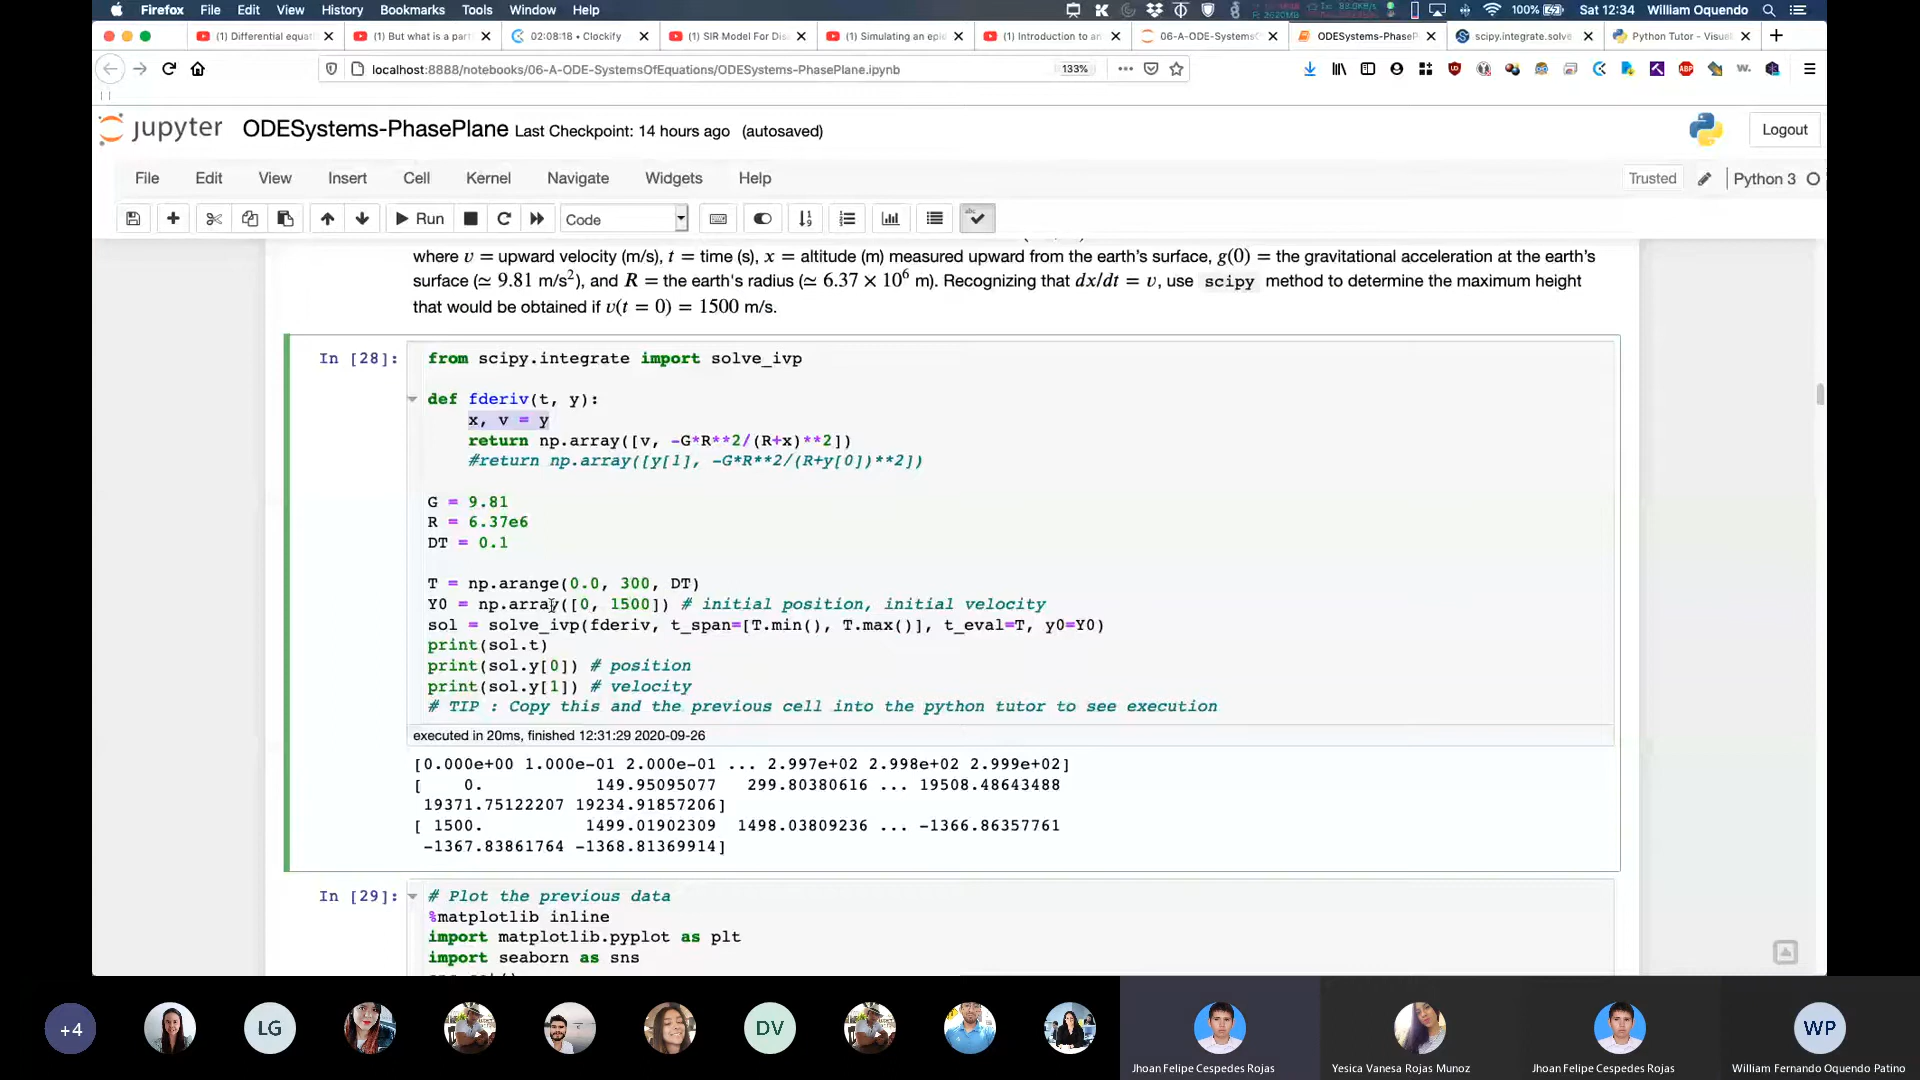 Firefox File Edit View History Bookmarks Tools Window Help 100% Sat 12:34 William Oquendo
(1) Differential equati (1) But what is a part 02:08:18 • Clockify (1) SIR Model For Dis (1) Simulating an epi (1) Introduction to an 06-A-ODE-Systems ODESystems-PhaseP scipy.integrate.solve Python Tutor - Visual
localhost:8888/notebooks/06-A-ODE-SystemsOfEquations/ODESystems-PhasePlane.ipynb 133%
jupyter ODESystems-PhasePlane Last Checkpoint: 14 hours ago (autosaved) Logout
File Edit View Insert Cell Kernel Navigate Widgets Help Trusted Python 3
Run Code
where v = upward velocity (m/s), t = time (s), x = altitude (m) measured upward from the earth's surface, g(0) = the gravitational acceleration at the earth's
surface (≃ 9.81 m/s²), and R = the earth's radius (≃ 6.37 × 10⁶ m). Recognizing that dx/dt = v, use scipy method to determine the maximum height
that would be obtained if v(t = 0) = 1500 m/s.
In [28]: from scipy.integrate import solve_ivp
def fderiv(t, y):
x, v = y
return np.array([v, -G*R**2/(R+x)**2])
#return np.array([y[1], -G*R**2/(R+y[0])**2])
G = 9.81
R = 6.37e6
DT = 0.1
T = np.arange(0.0, 300, DT)
Y0 = np.array([0, 1500]) # initial position, initial velocity
sol = solve_ivp(fderiv, t_span=[T.min(), T.max()], t_eval=T, y0=Y0)
print(sol.t)
print(sol.y[0]) # position
print(sol.y[1]) # velocity
# TIP : Copy this and the previous cell into the python tutor to see execution
executed in 20ms, finished 12:31:29 2020-09-26
[0.000e+00 1.000e-01 2.000e-01 ... 2.997e+02 2.998e+02 2.999e+02]
[ 0. 149.95095077 299.80380616 ... 19508.48643488
19371.75122207 19234.91857206]
[ 1500. 1499.01902309 1498.03809236 ... -1366.86357761
-1367.83861764 -1368.81369914]
In [29]: # Plot the previous data
%matplotlib inline
import matplotlib.pyplot as plt
import seaborn as sns
+4 LG DV WP
Jhoan Felipe Cespedes Rojas Yesica Vanesa Rojas Munoz Jhoan Felipe Cespedes Rojas William Fernando Oquendo Patino